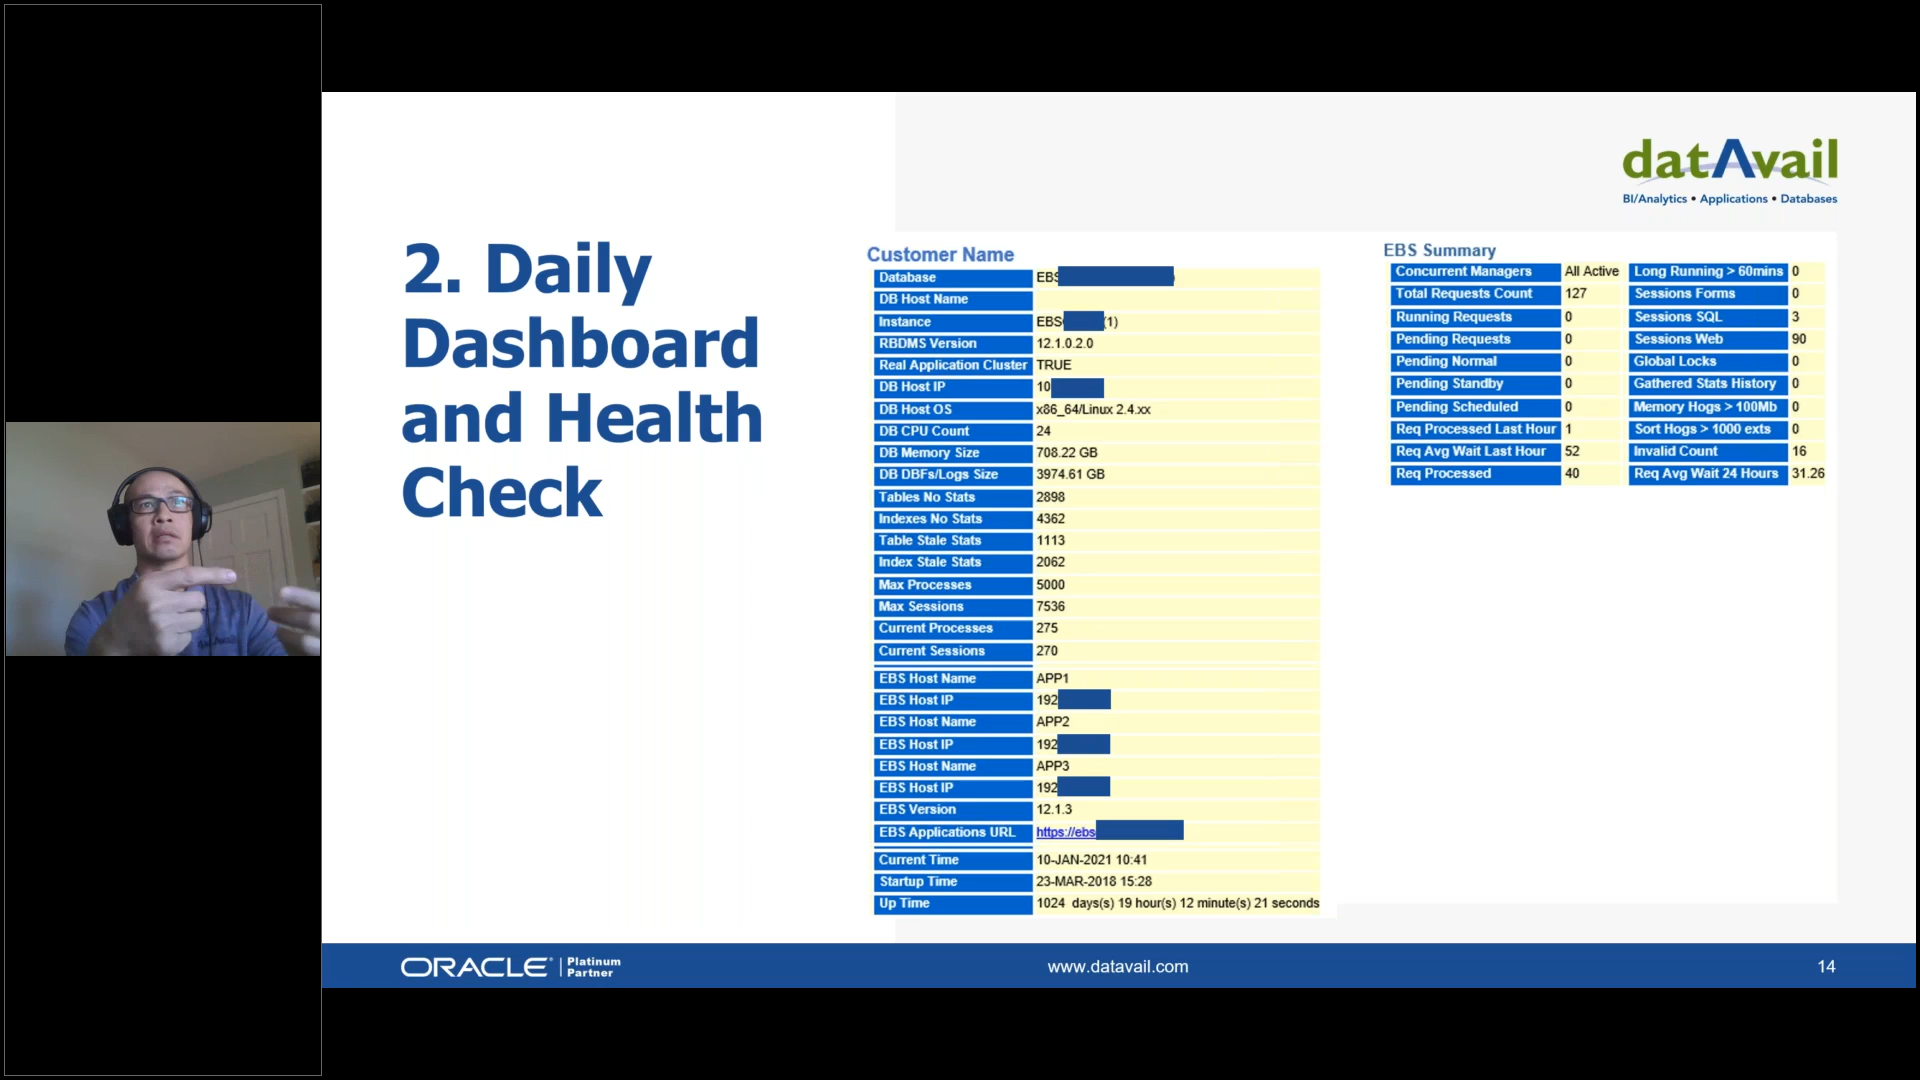 datAvail
BI/Analytics • Applications • Databases
2. Daily
Dashboard
and Health
Check
Customer Name
Database EBS
DB Host Name
Instance EBS (1)
RBDMS Version 12.1.0.2.0
Real Application Cluster TRUE
DB Host IP 10
DB Host OS x86_64/Linux 2.4.xx
DB CPU Count 24
DB Memory Size 708.22 GB
DB DBFs/Logs Size 3974.61 GB
Tables No Stats 2898
Indexes No Stats 4362
Table Stale Stats 1113
Index Stale Stats 2062
Max Processes 5000
Max Sessions 7536
Current Processes 275
Current Sessions 270
EBS Host Name APP1
EBS Host IP 192
EBS Host Name APP2
EBS Host IP 192
EBS Host Name APP3
EBS Host IP 192
EBS Version 12.1.3
EBS Applications URL https://ebs
Current Time 10-JAN-2021 10:41
Startup Time 23-MAR-2018 15:28
Up Time 1024 days(s) 19 hour(s) 12 minute(s) 21 seconds
EBS Summary
Concurrent Managers All Active Long Running > 60mins 0
Total Requests Count 127 Sessions Forms 0
Running Requests 0 Sessions SQL 3
Pending Requests 0 Sessions Web 90
Pending Normal 0 Global Locks 0
Pending Standby 0 Gathered Stats History 0
Pending Scheduled 0 Memory Hogs > 100Mb 0
Req Processed Last Hour 1 Sort Hogs > 1000 exts 0
Req Avg Wait Last Hour 52 Invalid Count 16
Req Processed 40 Req Avg Wait 24 Hours 31.26
ORACLE Platinum
Partner
www.datavail.com
14